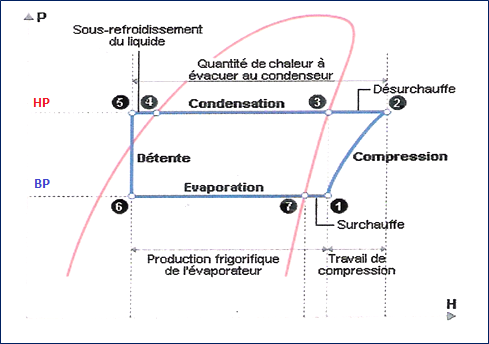 P
Sous-refroidissement
du liquide
Quantité de chaleur à
évacuer au condenseur
Désurchauffe
HP
5
4
Condensation
3
2
Détente
Compression
BP
Evaporation
6
7
1
Surchauffe
Production frigorifique
de l'évaporateur
Travail de
compression
H